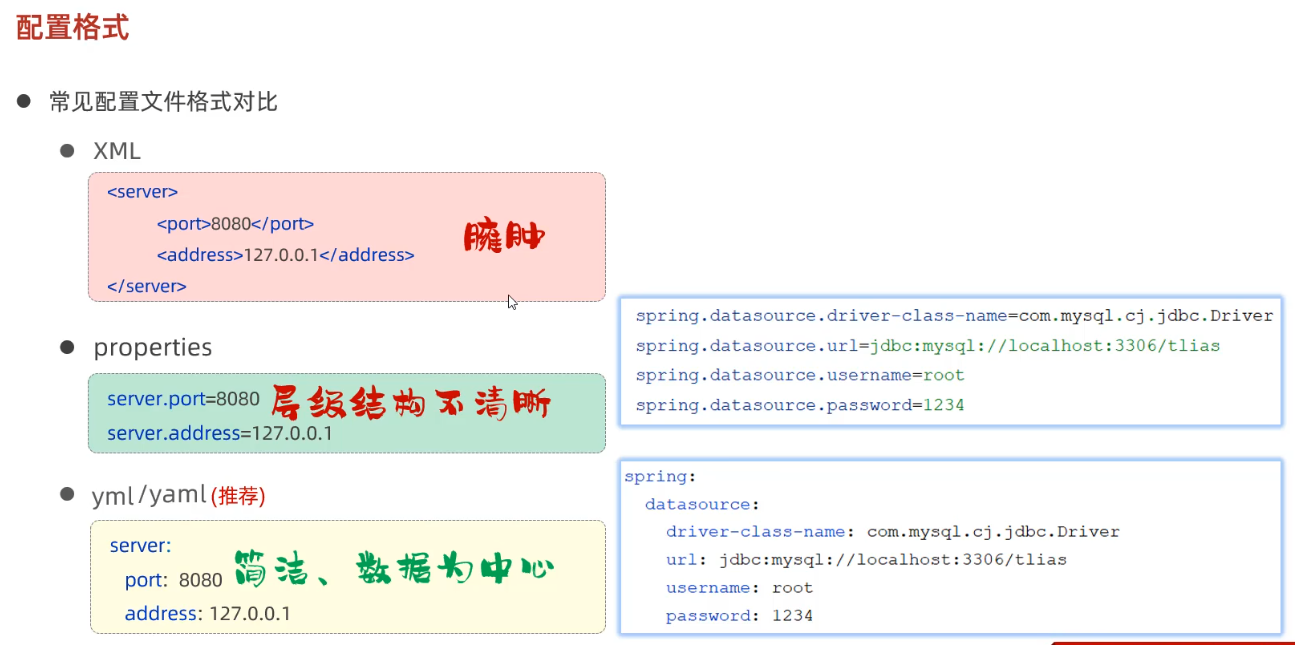 配置格式
常见配置文件格式对比
XML
<server>
<port>8080</port>
<address>127.0.0.1</address>
</server>
臃肿
properties
server.port=8080
server.address=127.0.0.1
层级结构不清晰
spring.datasource.driver-class-name=com.mysql.cj.jdbc.Driver
spring.datasource.url=jdbc:mysql://localhost:3306/tlias
spring.datasource.username=root
spring.datasource.password=1234
yml/yaml(推荐)
server:
port: 8080
address: 127.0.0.1
简洁、数据为中心
spring:
datasource:
driver-class-name: com.mysql.cj.jdbc.Driver
url: jdbc:mysql://localhost:3306/tlias
username: root
password: 1234